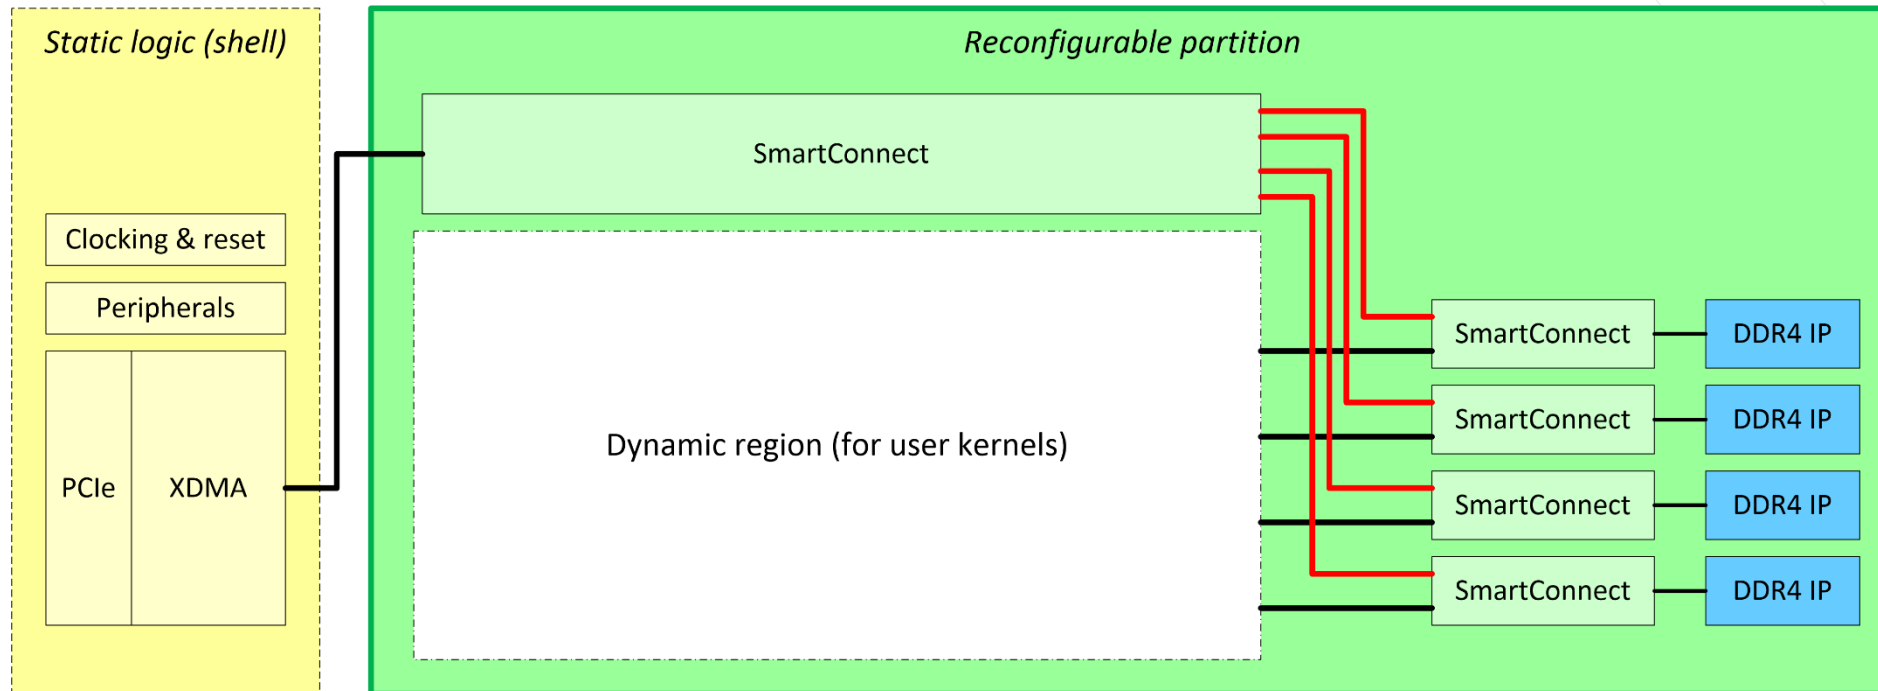 Static logic (shell)
Reconfigurable partition
SmartConnect
Clocking & reset
Peripherals
PCIe
XDMA
Dynamic region (for user kernels)
SmartConnect
DDR4 IP
SmartConnect
DDR4 IP
SmartConnect
DDR4 IP
SmartConnect
DDR4 IP